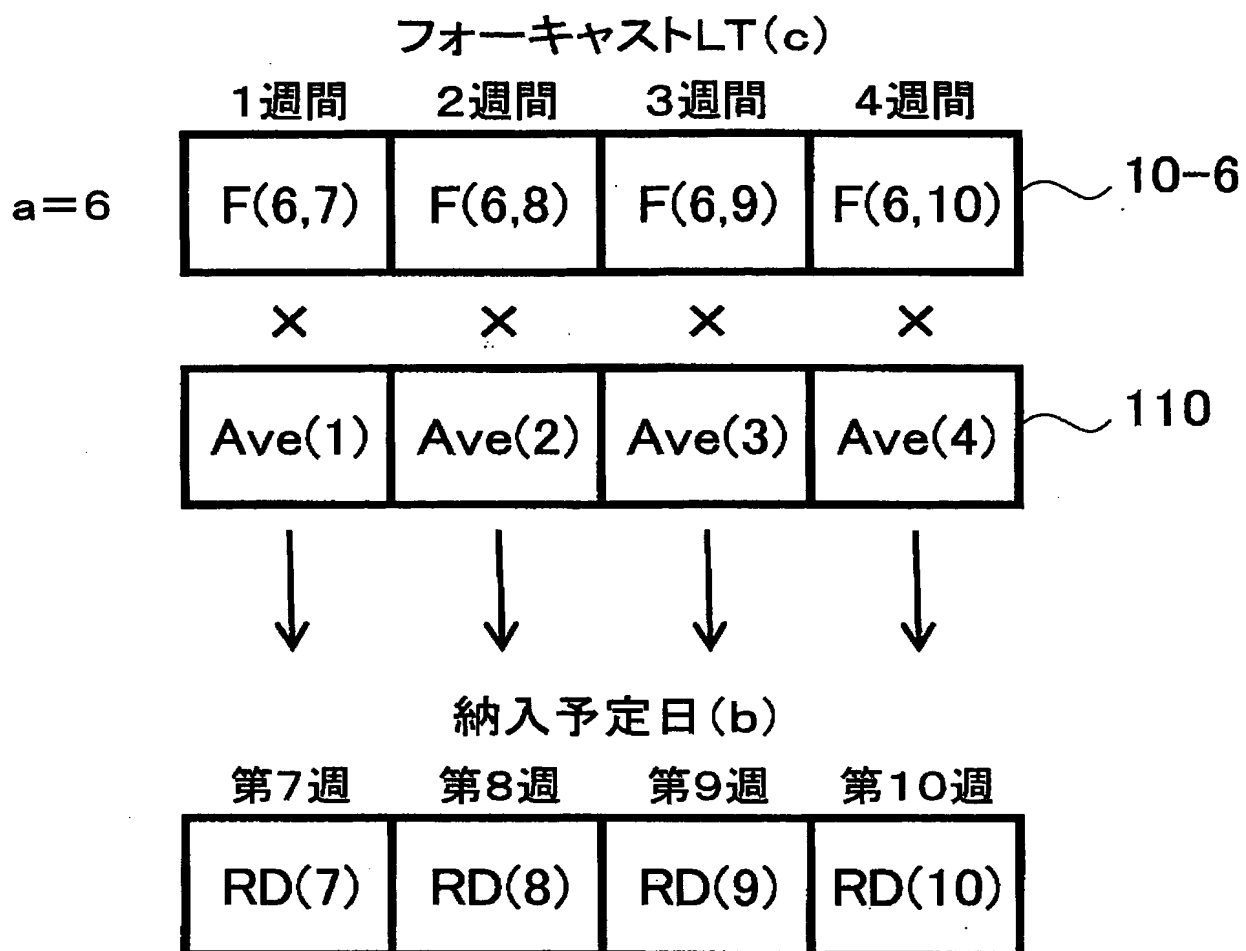 フォーキャストLT(c)
1週間 2週間 3週間 4週間
a=6 F(6,7) F(6,8) F(6,9) F(6,10) 10-6
× × × ×
Ave(1) Ave(2) Ave(3) Ave(4) 110
納入予定日(b)
第7週 第8週 第9週 第10週
RD(7) RD(8) RD(9) RD(10)